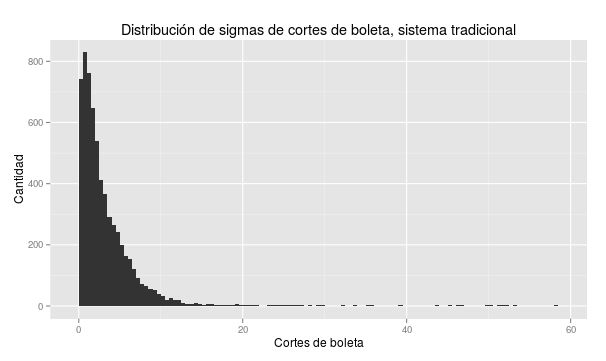 Distribución de sigmas de cortes de boleta, sistema tradicional
Cantidad
800
600
400
200
0
0 20 40 60
Cortes de boleta